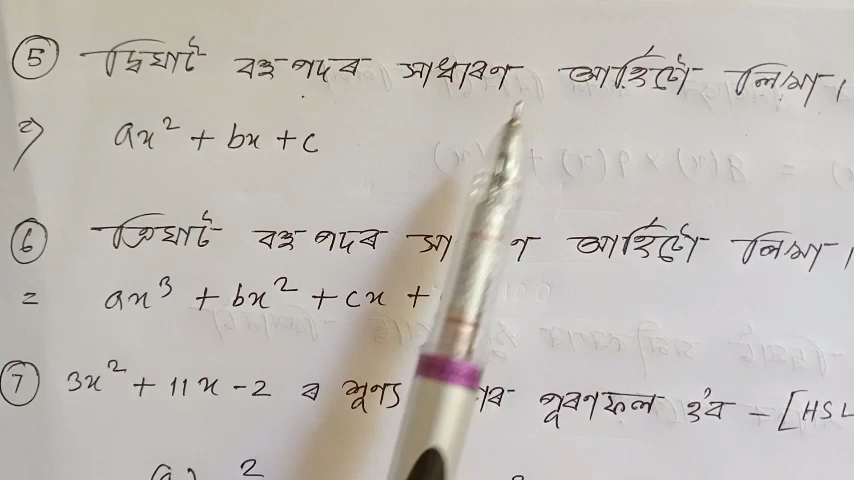 ⑤ দ্বিঘাট বহুপদৰ সাধাৰণ আৰ্হিটো লিখা।
=> ax² + bx + c
⑥ ত্ৰিঘাট বহুপদৰ আৰ্হিটো লিখা।
= ax³ + bx² + cx +
⑦ 3x² + 11x - 2 ৰ পূৰণফল হ'ব - [HSL
2